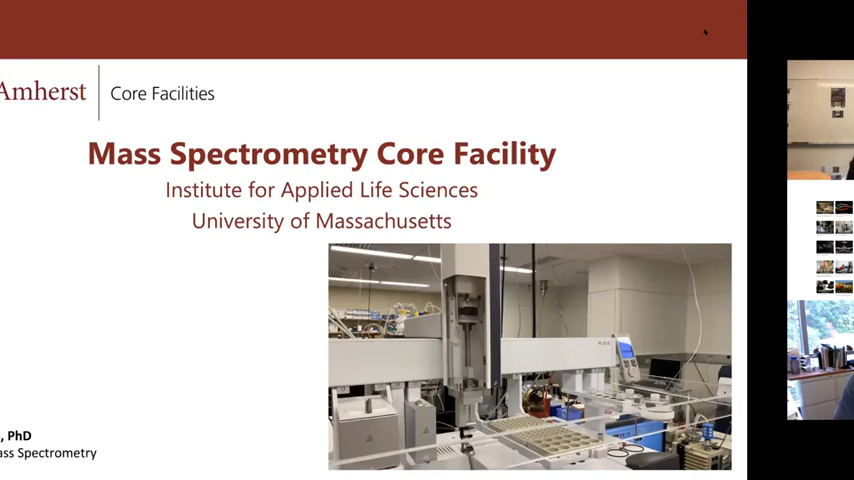 Amherst
Core Facilities
Mass Spectrometry Core Facility
Institute for Applied Life Sciences
University of Massachusetts
, PhD
ass Spectrometry